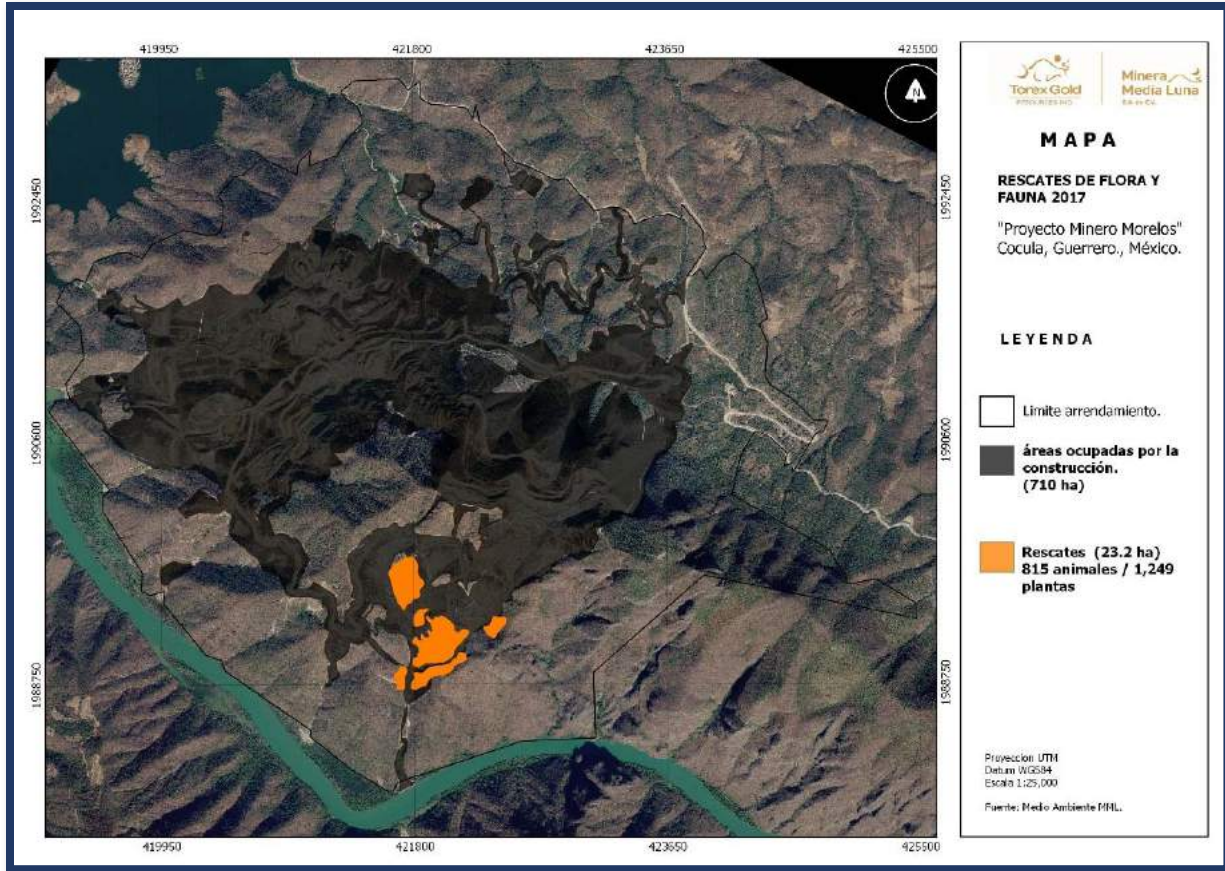 419950 421800 423650 425500
1992450 1992450
1990600 1990600
1988750 1988750
419950 421800 423650 425500
N
Torex Gold
RESOURCES INC
Minera
Media Luna
S.A. de C.V.
MAPA
RESCATES DE FLORA Y
FAUNA 2017
"Proyecto Minero Morelos"
Cocula, Guerrero., México.
LEYENDA
Limite arrendamiento.
áreas ocupadas por la
construcción.
(710 ha)
Rescates (23.2 ha)
815 animales / 1,249
plantas
Proyeccion UTM
Datum WGS84
Escala 1:25,000
Fuente: Medio Ambiente MML.